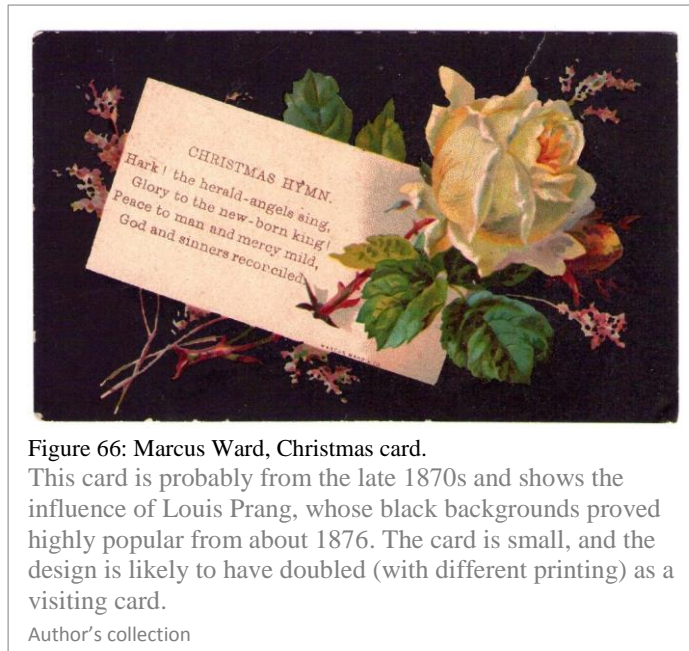 CHRISTMAS HYMN.
Hark! the herald-angels sing,
Glory to the new-born king!
Peace to man and mercy mild,
God and sinners reconciled.
MARCUS WARD & CO
Figure 66: Marcus Ward, Christmas card.
This card is probably from the late 1870s and shows the
influence of Louis Prang, whose black backgrounds proved
highly popular from about 1876. The card is small, and the
design is likely to have doubled (with different printing) as a
visiting card.
Author's collection